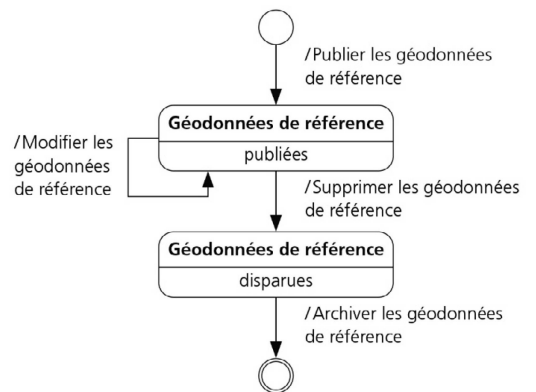 /Publier les géodonnées
de référence
Géodonnées de référence
publiées
/Modifier les
géodonnées
de référence
/Supprimer les géodonnées
de référence
Géodonnées de référence
disparues
/Archiver les géodonnées
de référence